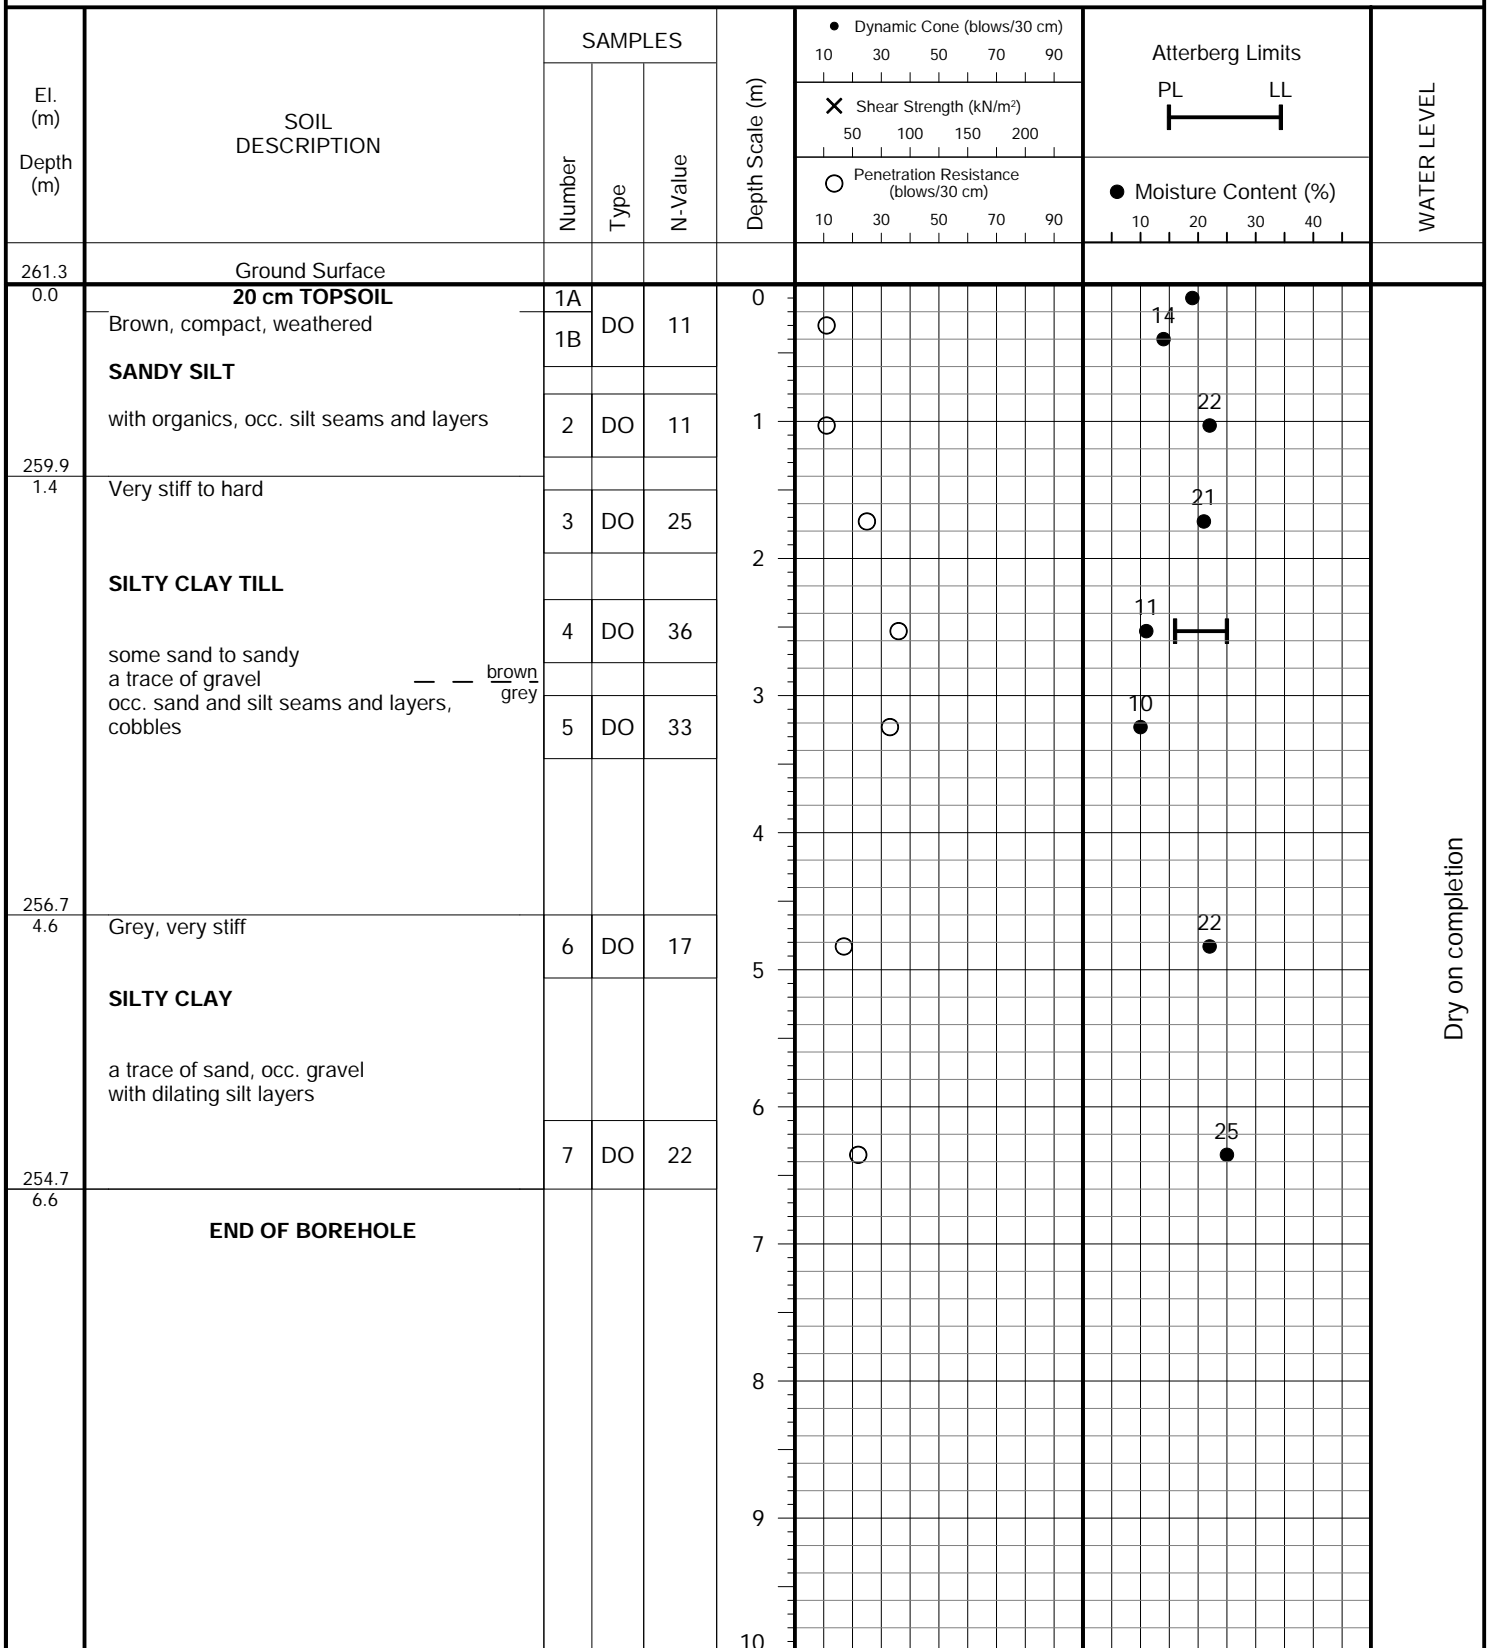 El.
(m)
Depth
(m)
SOIL
DESCRIPTION
SAMPLES
Number
Type
N-Value
Depth Scale (m)
Dynamic Cone (blows/30 cm)
10 30 50 70 90
Shear Strength (kN/m²)
50 100 150 200
Penetration Resistance
(blows/30 cm)
10 30 50 70 90
Atterberg Limits
PL LL
Moisture Content (%)
10 20 30 40
WATER LEVEL
261.3 Ground Surface
0.0 20 cm TOPSOIL 1A 0
Brown, compact, weathered DO 11 14
1B
SANDY SILT
with organics, occ. silt seams and layers 2 DO 11 1 22
259.9
1.4 Very stiff to hard
3 DO 25 21
2
SILTY CLAY TILL
4 DO 36 11
some sand to sandy
a trace of gravel brown
occ. sand and silt seams and layers, grey 3 10
cobbles 5 DO 33
4
256.7
4.6 Grey, very stiff 22
6 DO 17
5
SILTY CLAY
a trace of sand, occ. gravel
with dilating silt layers
6
25
7 DO 22
254.7
6.6
END OF BOREHOLE
7
8
9
10
Dry on completion